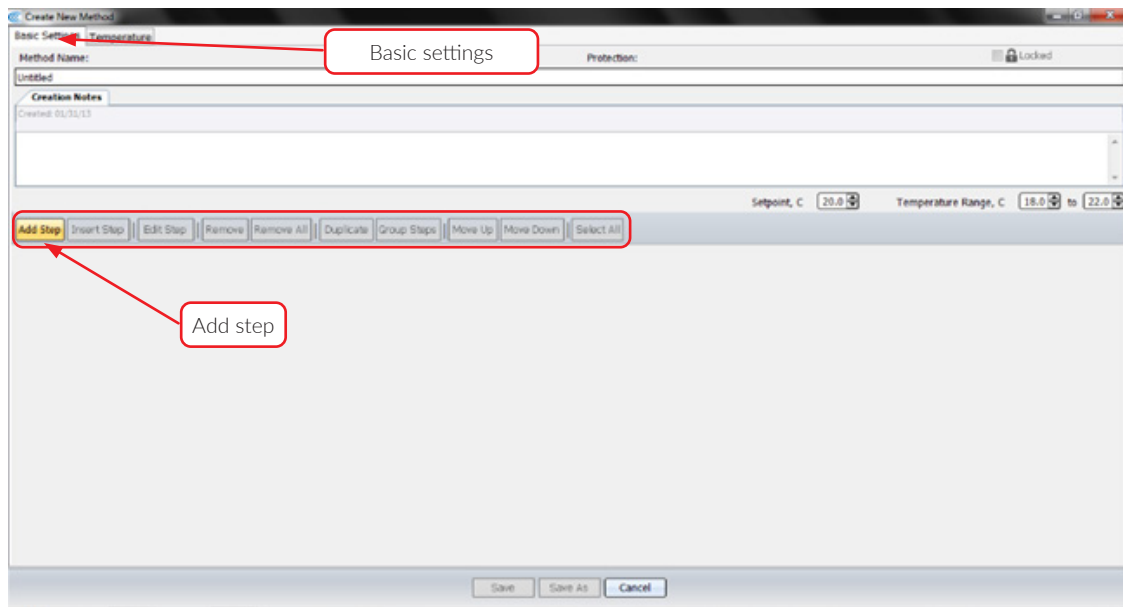 Create New Method
Basic Settings Temperature
Basic settings
Method Name: Protection: Locked
Untitled
Creation Notes
Created: 01/31/13
Setpoint, C 20.0 Temperature Range, C 18.0 to 22.0
Add Step Insert Step Edit Step Remove Remove All Duplicate Group Steps Move Up Move Down Select All
Add step
Save Save As Cancel